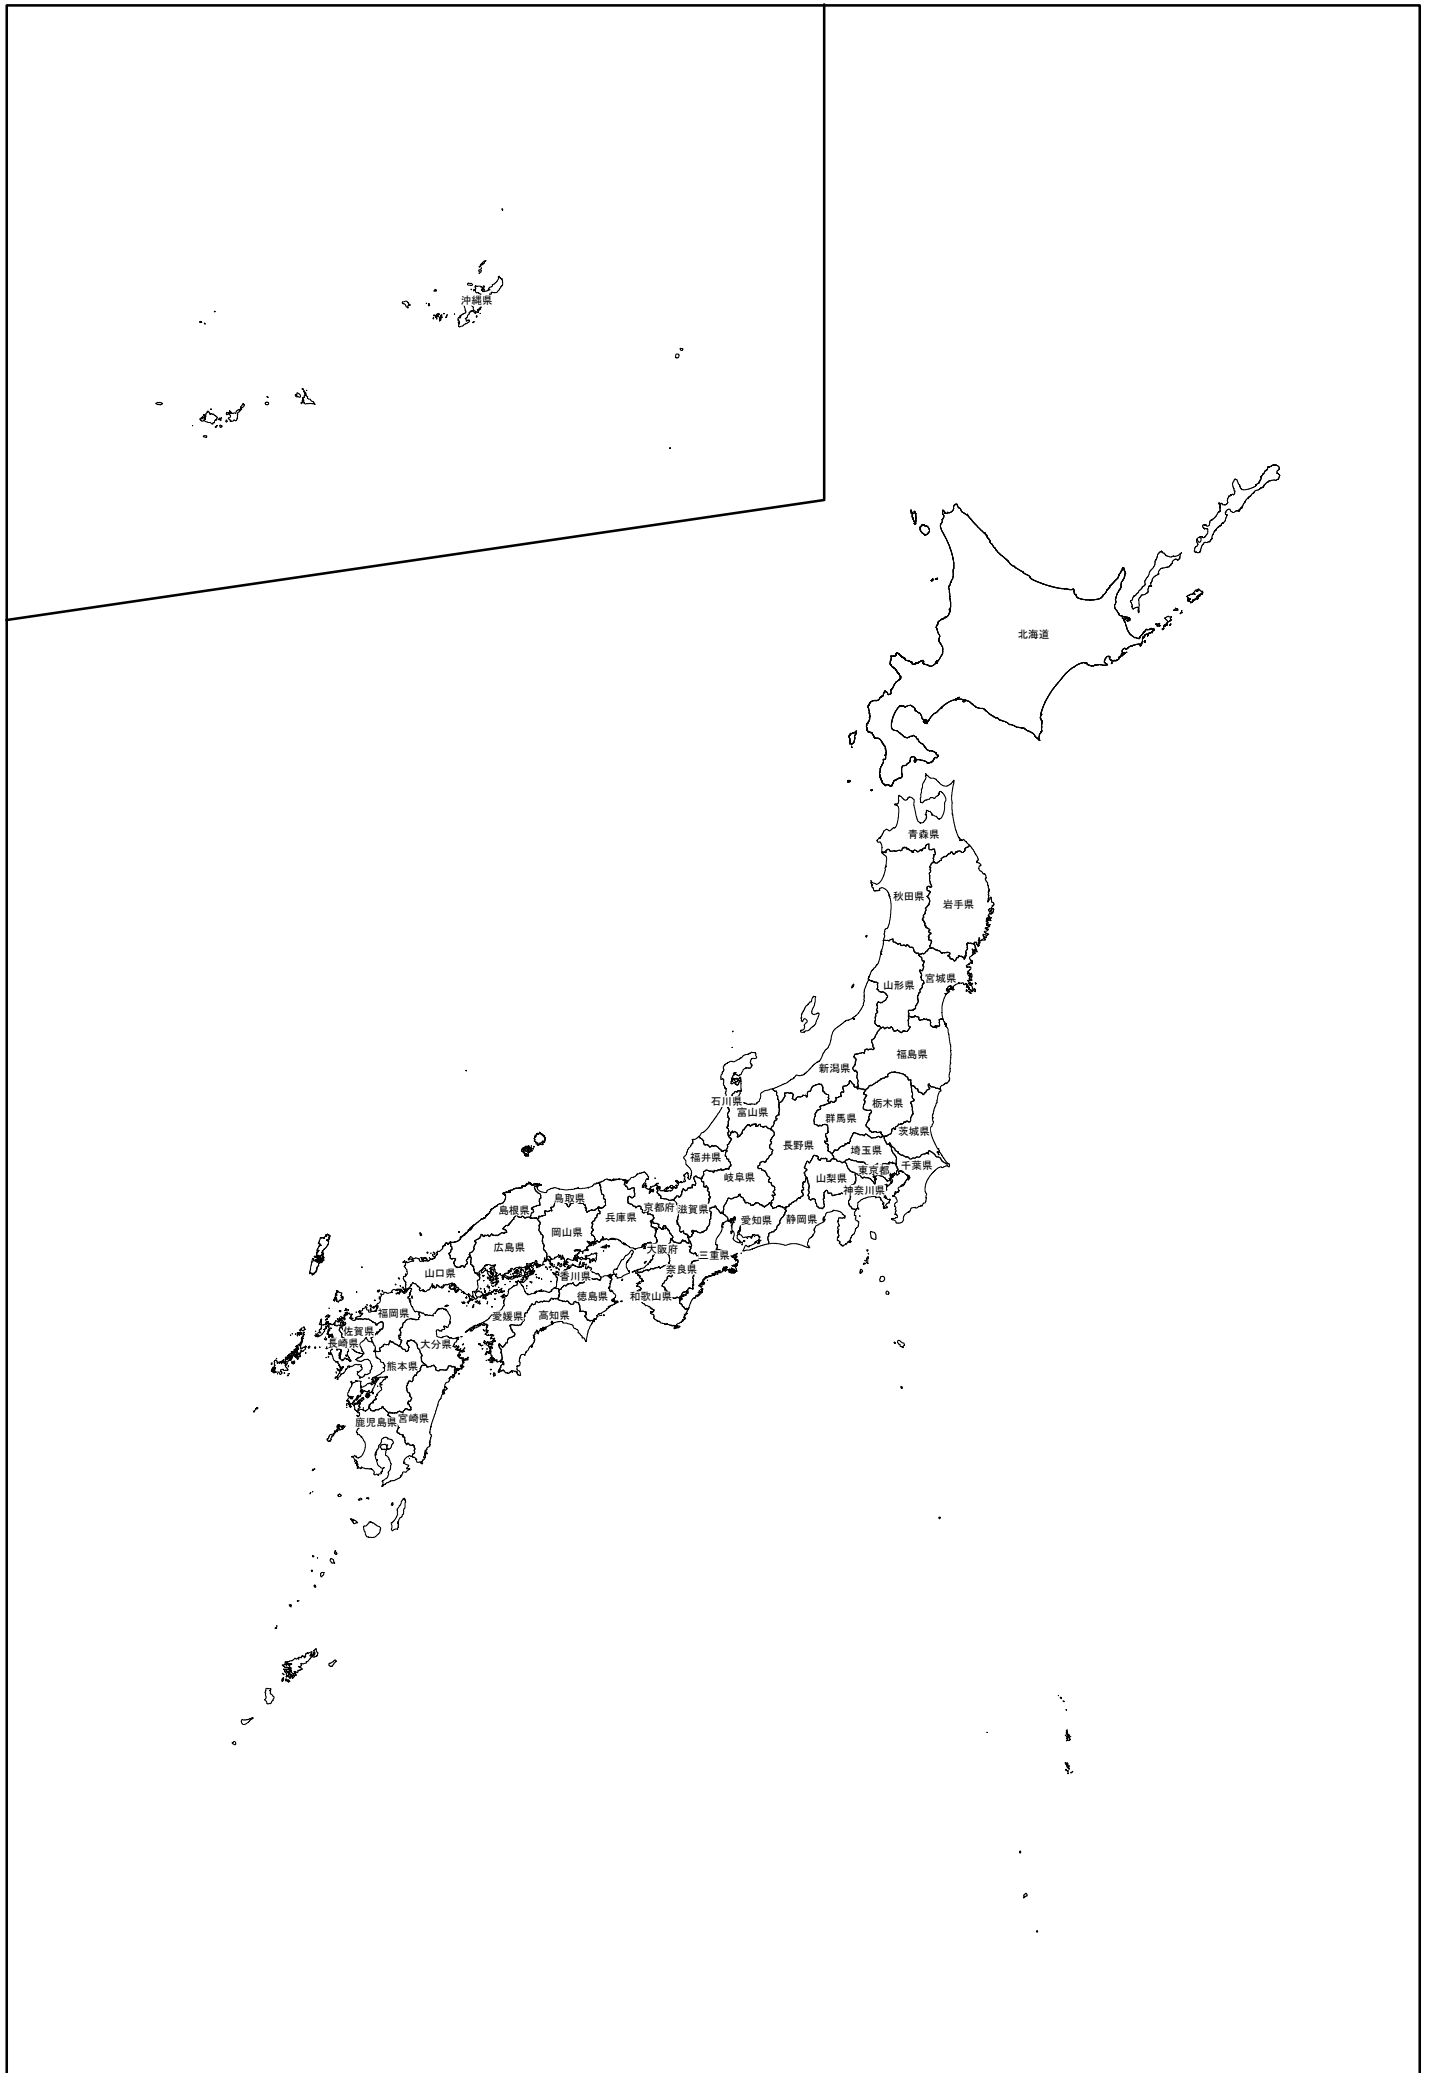 沖縄県
北海道
青森県
秋田県
岩手県
山形県
宮城県
福島県
新潟県
石川県
富山県
群馬県
栃木県
茨城県
長野県
埼玉県
福井県
岐阜県
山梨県
東京都
千葉県
神奈川県
鳥取県
島根県
岡山県
兵庫県
京都府
滋賀県
愛知県
静岡県
広島県
大阪府
三重県
奈良県
山口県
香川県
徳島県
和歌山県
愛媛県
高知県
福岡県
佐賀県
長崎県
大分県
熊本県
鹿児島県
宮崎県